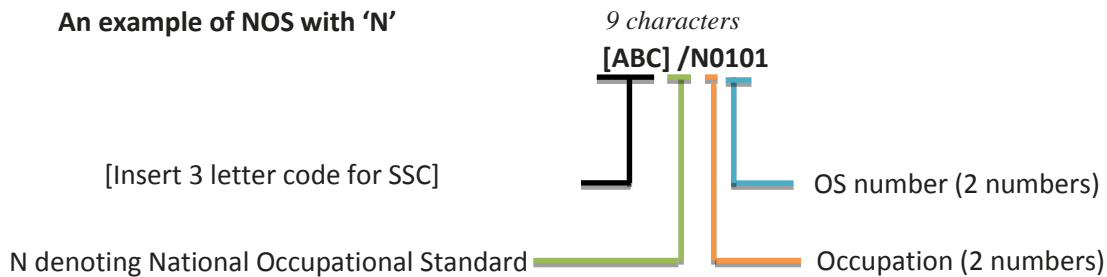 An example of NOS with ‘N’
9 characters
[ABC] /N0101
[Insert 3 letter code for SSC]
OS number (2 numbers)
N denoting National Occupational Standard
Occupation (2 numbers)